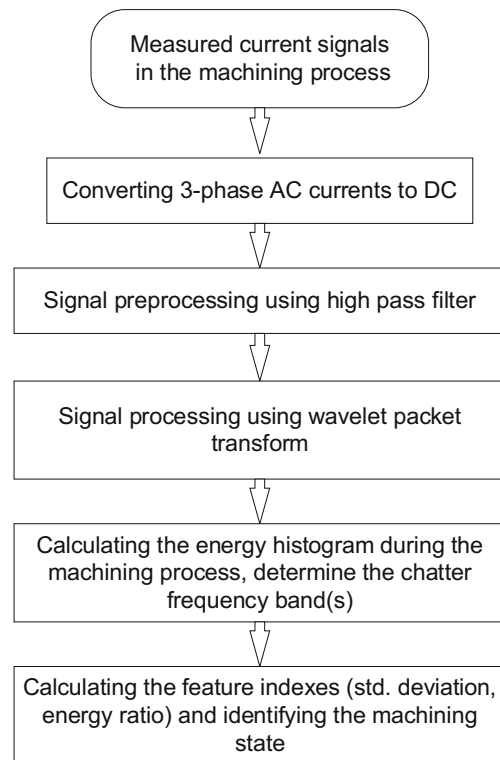 Measured current signals
in the machining process
Converting 3-phase AC currents to DC
Signal preprocessing using high pass filter
Signal processing using wavelet packet
transform
Calculating the energy histogram during the
machining process, determine the chatter
frequency band(s)
Calculating the feature indexes (std. deviation,
energy ratio) and identifying the machining
state